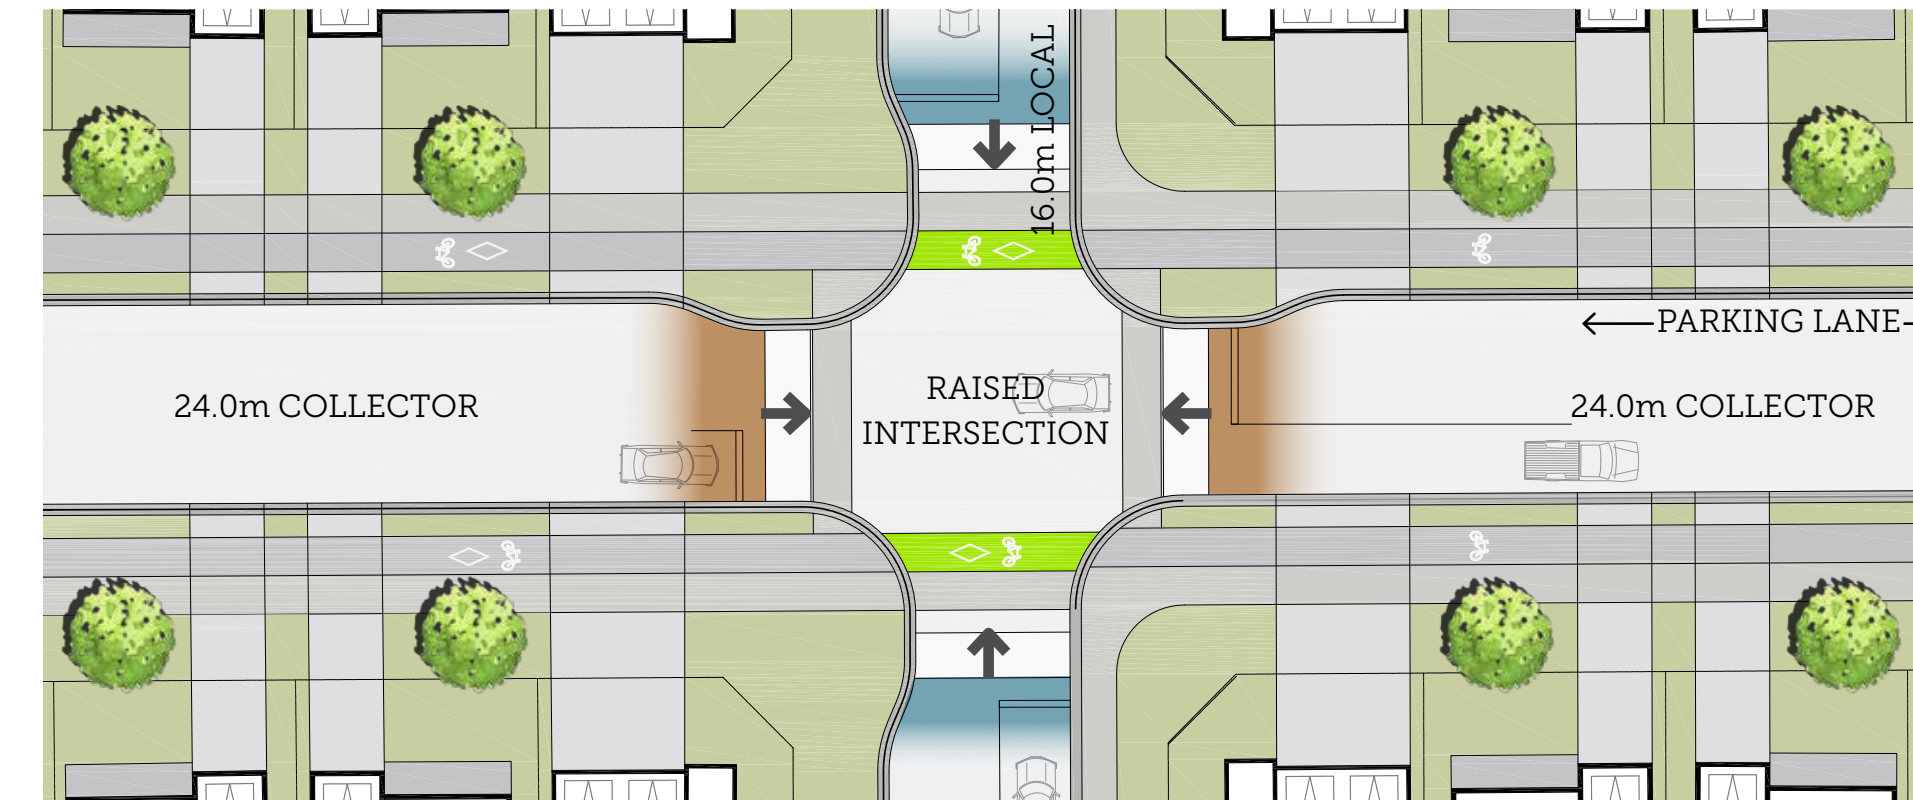 16.0m LOCAL
PARKING LANE
24.0m COLLECTOR
RAISED
INTERSECTION
24.0m COLLECTOR